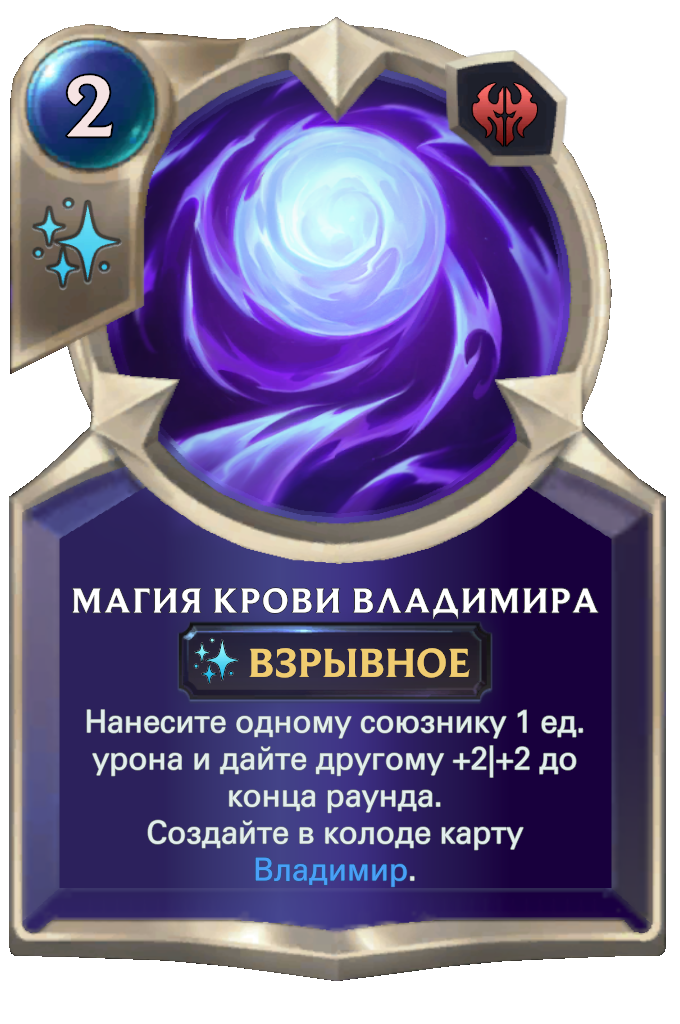 2
МАГИЯ КРОВИ ВЛАДИМИРА
ВЗРЫВНОЕ
Нанесите одному союзнику 1 ед.
урона и дайте другому +2|+2 до
конца раунда.
Создайте в колоде карту
Владимир.